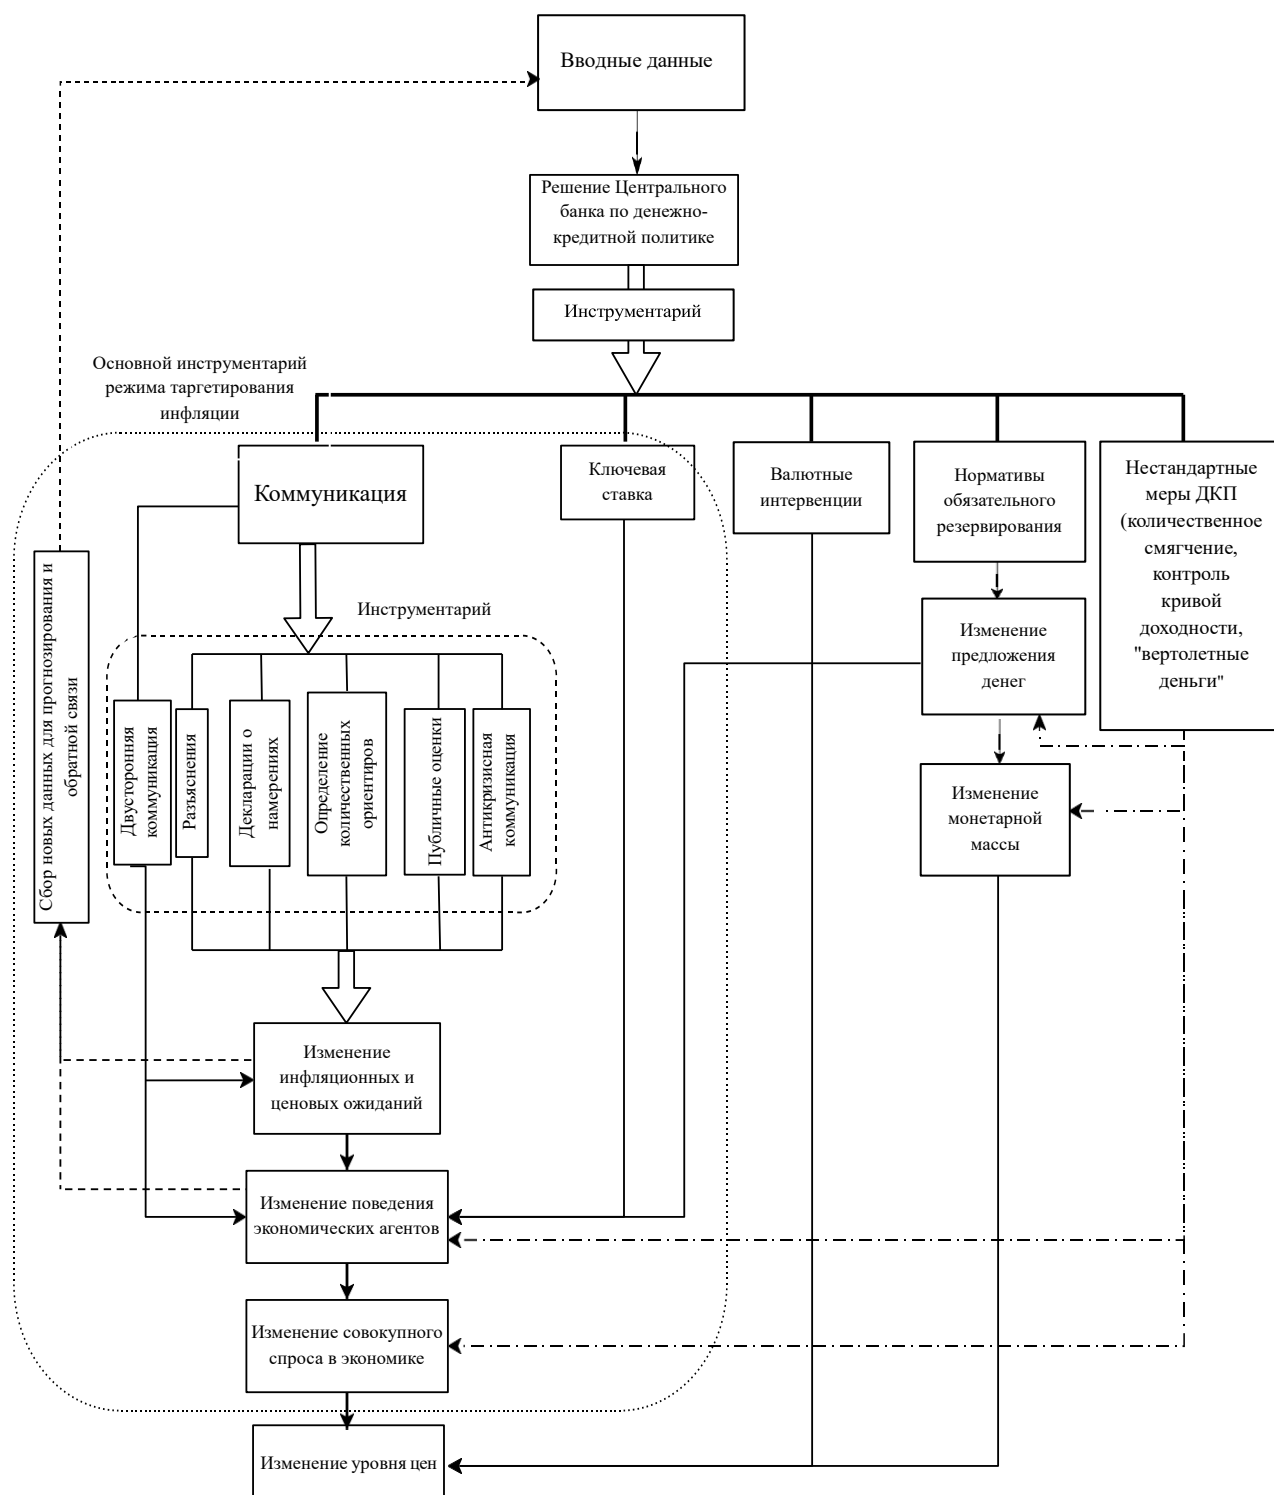 Вводные данные
Решение Центрального
банка по денежно-
кредитной политике
Инструментарий
Основной инструментарий
режима таргетирования
инфляции
Коммуникация
Ключевая
ставка
Валютные
интервенции
Нормативы
обязательного
резервирования
Нестандартные
меры ДКП
(количественное
смягчение,
контроль
кривой
доходности,
"вертолетные
деньги"
Инструментарий
Изменение
предложения
денег
Сбор новых данных для прогнозирования и
обратной связи
Двусторонняя
коммуникация
Разъяснения
Декларации о
намерениях
Определение
количественных
ориентиров
Публичные оценки
Антикризисная
коммуникация
Изменение
монетарной
массы
Изменение
инфляционных и
ценовых ожиданий
Изменение поведения
экономических агентов
Изменение совокупного
спроса в экономике
Изменение уровня цен